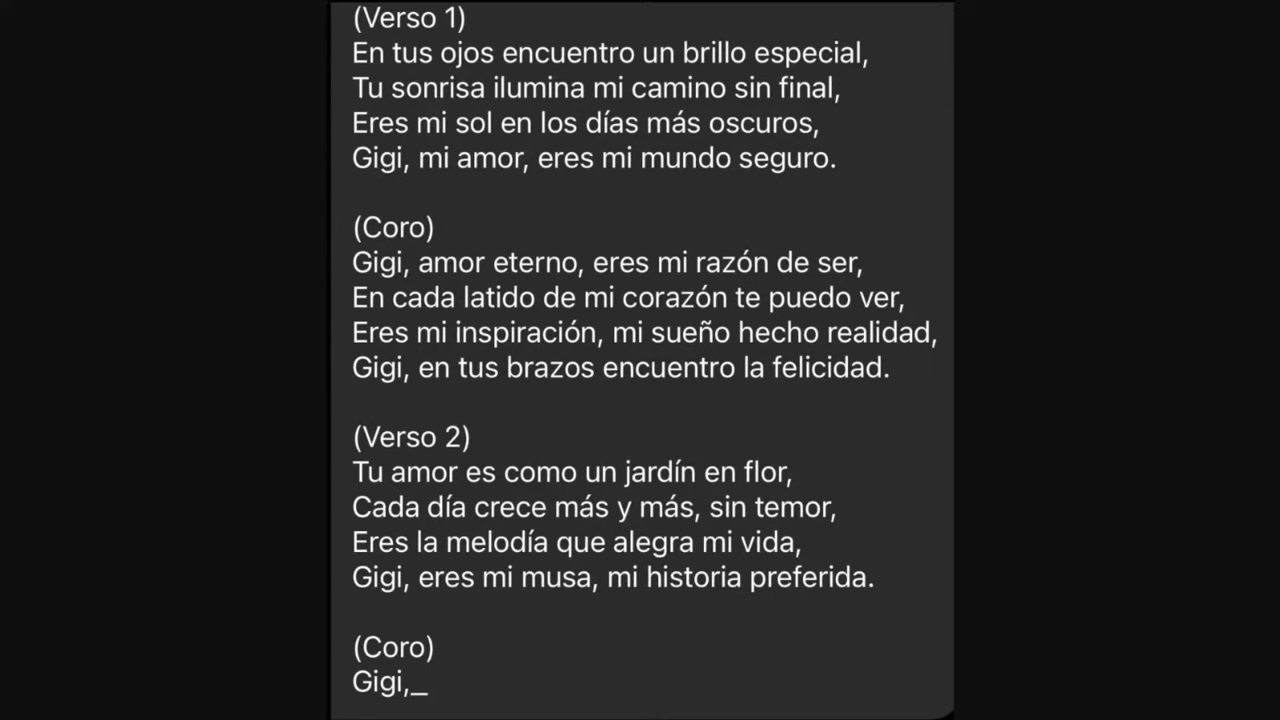 (Verso 1)
En tus ojos encuentro un brillo especial,
Tu sonrisa ilumina mi camino sin final,
Eres mi sol en los días más oscuros,
Gigi, mi amor, eres mi mundo seguro.
(Coro)
Gigi, amor eterno, eres mi razón de ser,
En cada latido de mi corazón te puedo ver,
Eres mi inspiración, mi sueño hecho realidad,
Gigi, en tus brazos encuentro la felicidad.
(Verso 2)
Tu amor es como un jardín en flor,
Cada día crece más y más, sin temor,
Eres la melodía que alegra mi vida,
Gigi, eres mi musa, mi historia preferida.
(Coro)
Gigi,_